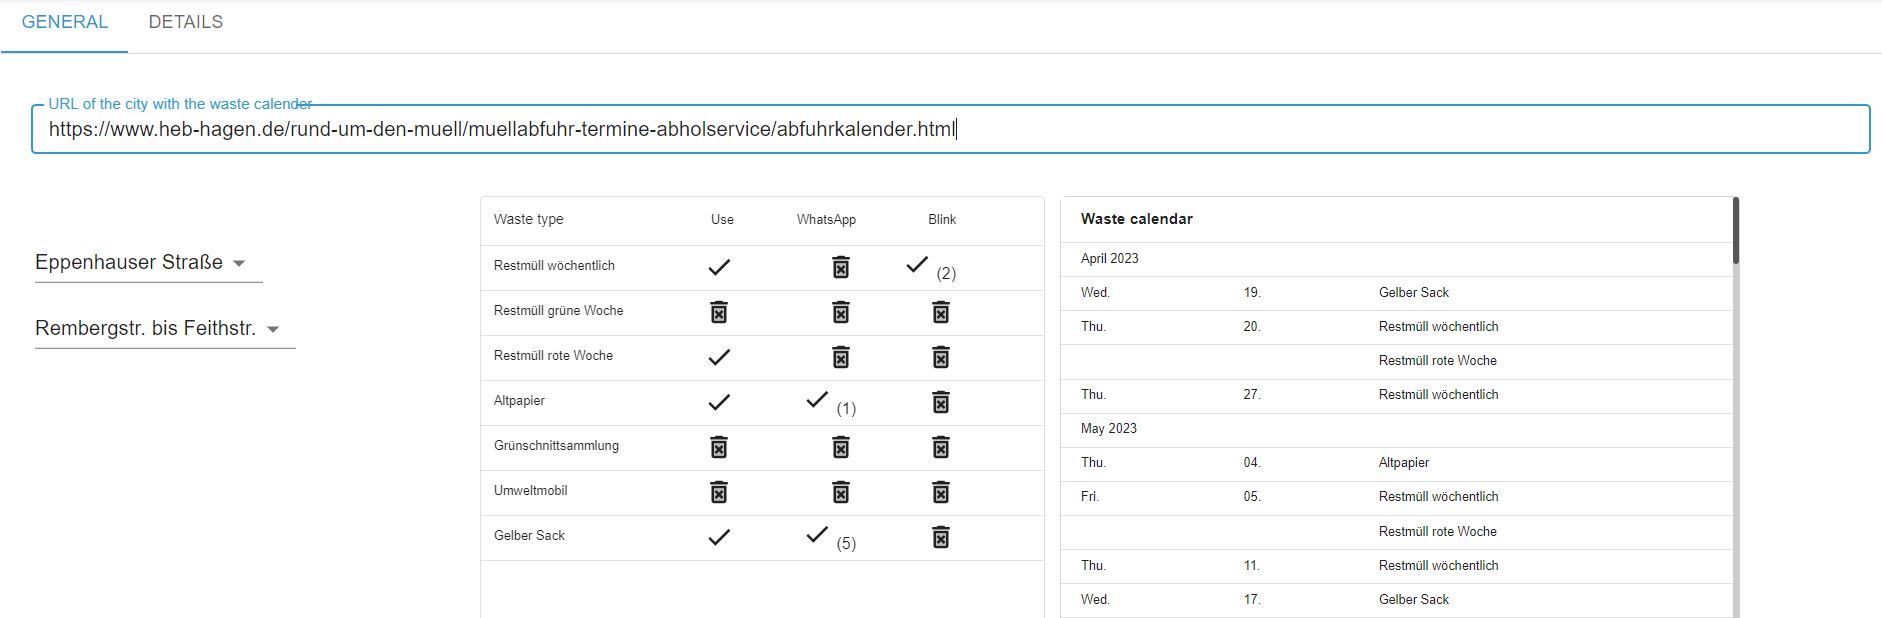 GENERAL DETAILS
URL of the city with the waste calender
https://www.heb-hagen.de/rund-um-den-muell/muellabfuhr-termine-abholservice/abfuhrkalender.html
Eppenhauser Straße
Rembergstr. bis Feithstr.
Waste type Use WhatsApp Blink
Restmüll wöchentlich (2)
Restmüll grüne Woche
Restmüll rote Woche
Altpapier (1)
Grünschnittsammlung
Umweltmobil
Gelber Sack (5)
Waste calendar
April 2023
Wed. 19. Gelber Sack
Thu. 20. Restmüll wöchentlich
Restmüll rote Woche
Thu. 27. Restmüll wöchentlich
May 2023
Thu. 04. Altpapier
Fri. 05. Restmüll wöchentlich
Restmüll rote Woche
Thu. 11. Restmüll wöchentlich
Wed. 17. Gelber Sack